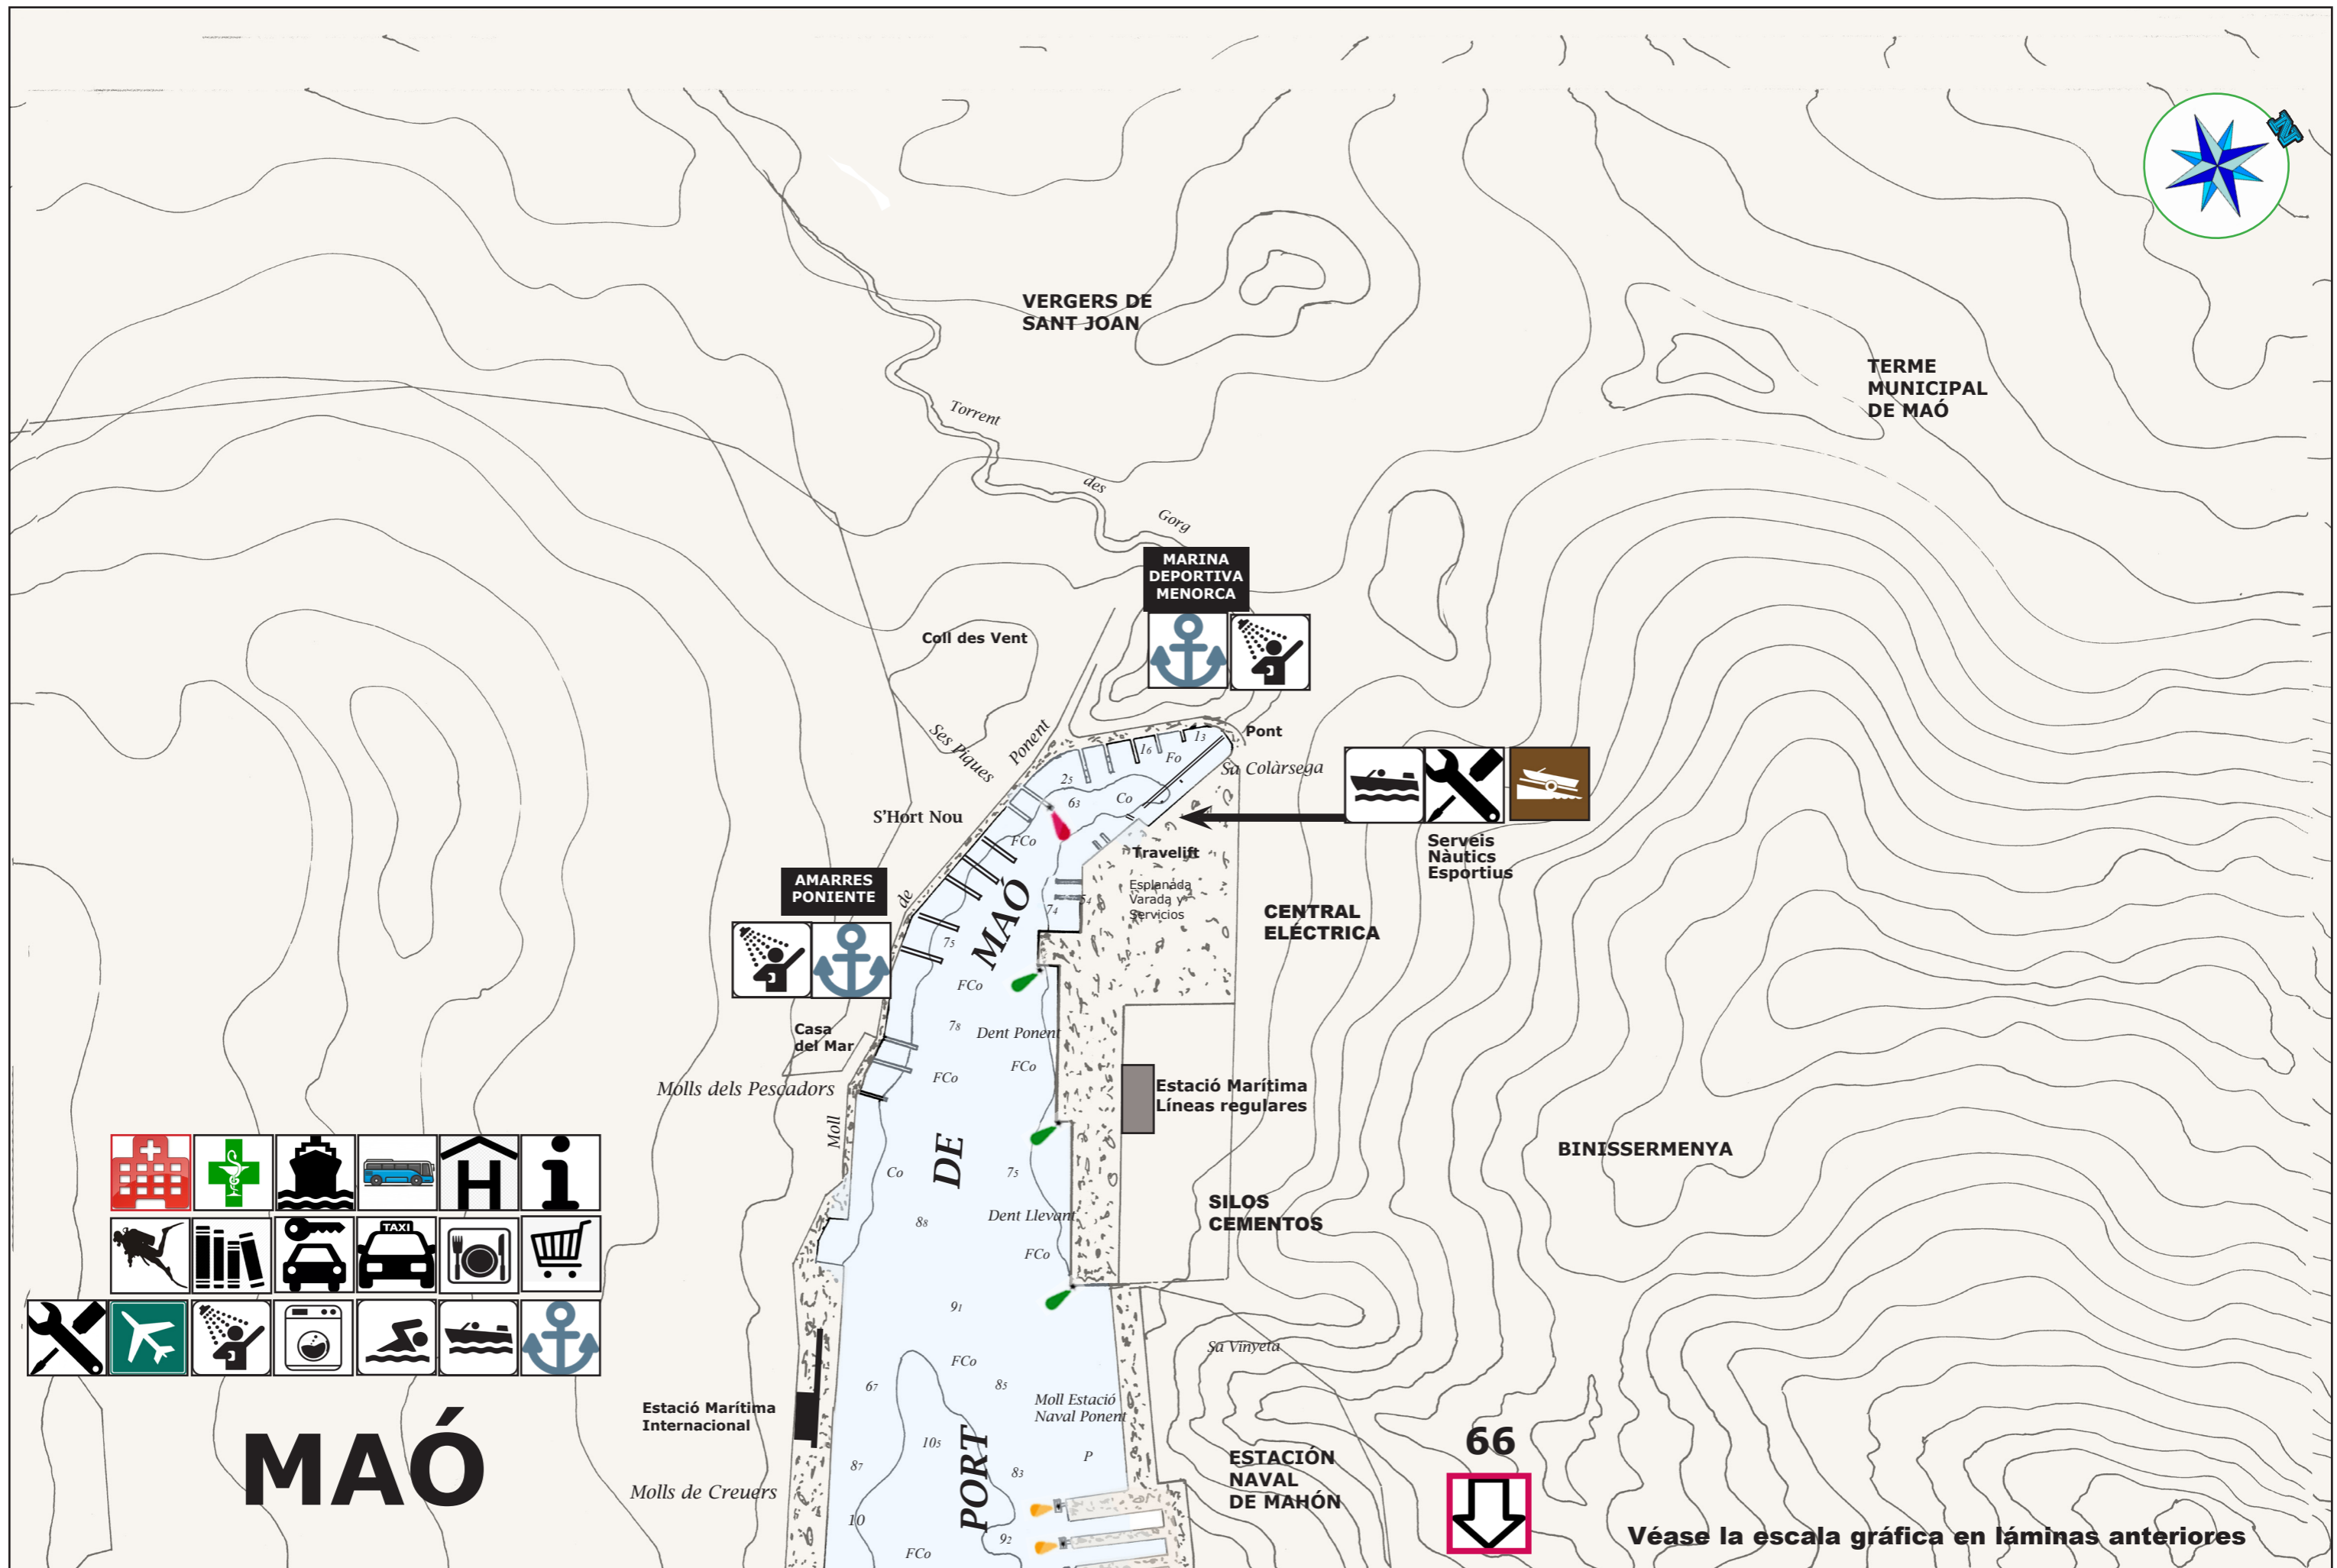 N
VERGERS DE
SANT JOAN
TERME
MUNICIPAL
DE MAÓ
Torrent
des
Gorg
MARINA
DEPORTIVA
MENORCA
Coll des Vent
Ses Piques
Ponent
Pont
13
16
Fo
Sa Colàrsega
25
63
Co
S'Hort Nou
FCo
Travelift
Serveis
Nàutics
Esportius
AMARRES
PONIENTE
de
MAÓ
74
54
Esplanada
Varada y
Servicios
CENTRAL
ELÉCTRICA
75
FCo
78
Dent Ponent
Casa
del Mar
FCo
FCo
Molls dels Pescadors
Estació Marítima
Líneas regulares
Moll
DE
Co
75
BINISSERMENYA
H
i
TAXI
88
Dent Llevant
SILOS
CEMENTOS
FCo
91
Sa Vinyeta
FCo
67
85
Moll Estació
Naval Ponent
Estació Marítima
Internacional
MAÓ
105
PORT
P
87
83
ESTACIÓN
NAVAL
DE MAHÓN
66
Molls de Creuers
10
92
FCo
Véase la escala gráfica en láminas anteriores